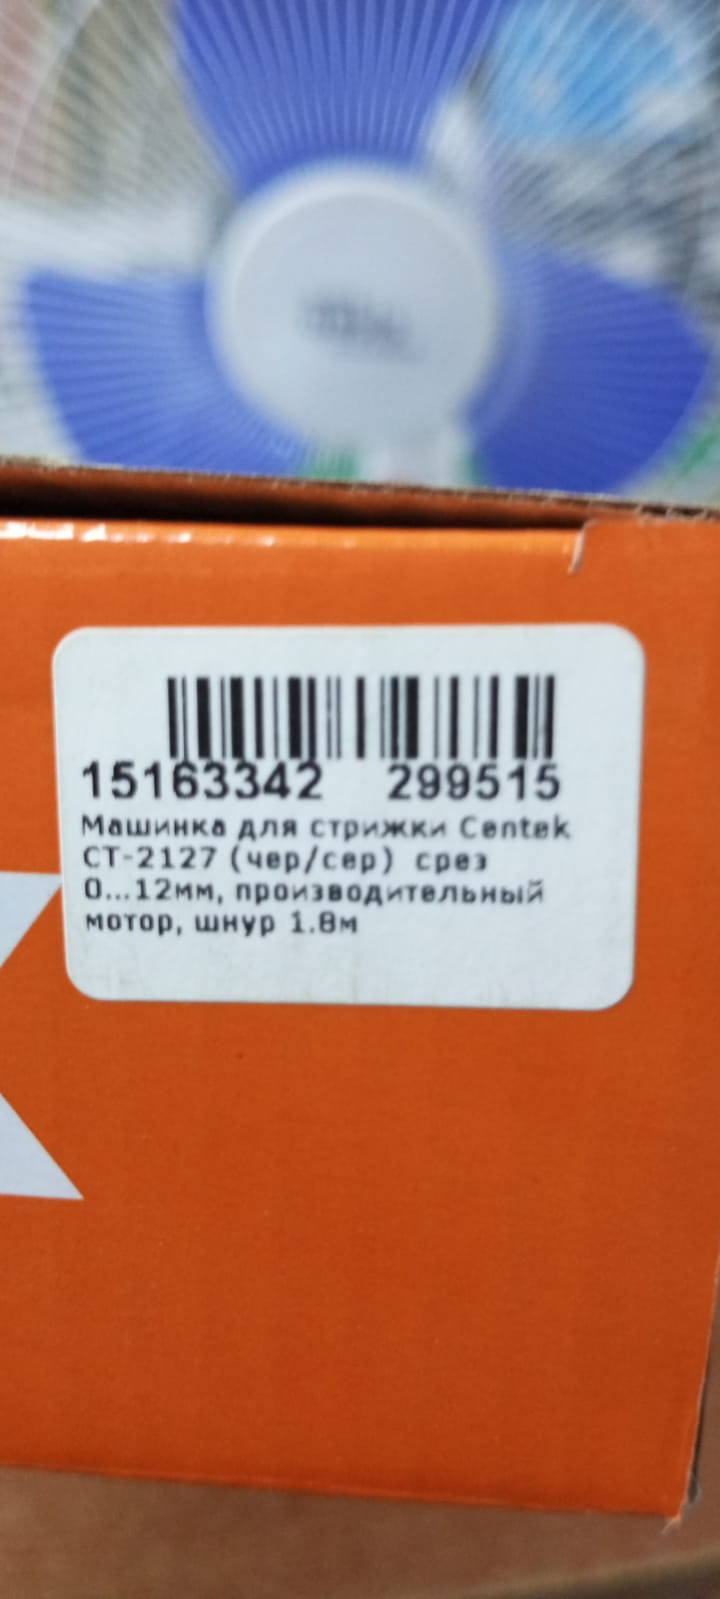 15163342 299515
Машинка для стрижки Centek
CT-2127 (чер/сер) срез
0...12мм, производительный
мотор, шнур 1.8м